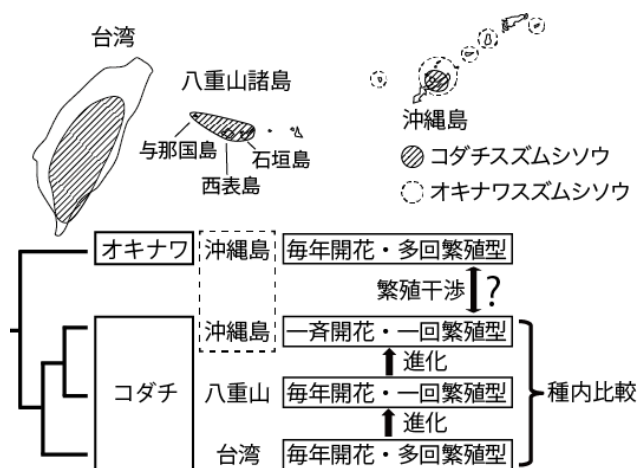 台湾
八重山諸島
与那国島
西表島
石垣島
沖縄島
コダチスズムシソウ
オキナワスズムシソウ
オキナワ 沖縄島 毎年開花・多回繁殖型
繁殖干渉 ?
沖縄島 一斉開花・一回繁殖型
進化
コダチ 八重山 毎年開花・一回繁殖型 種内比較
進化
台湾 毎年開花・多回繁殖型